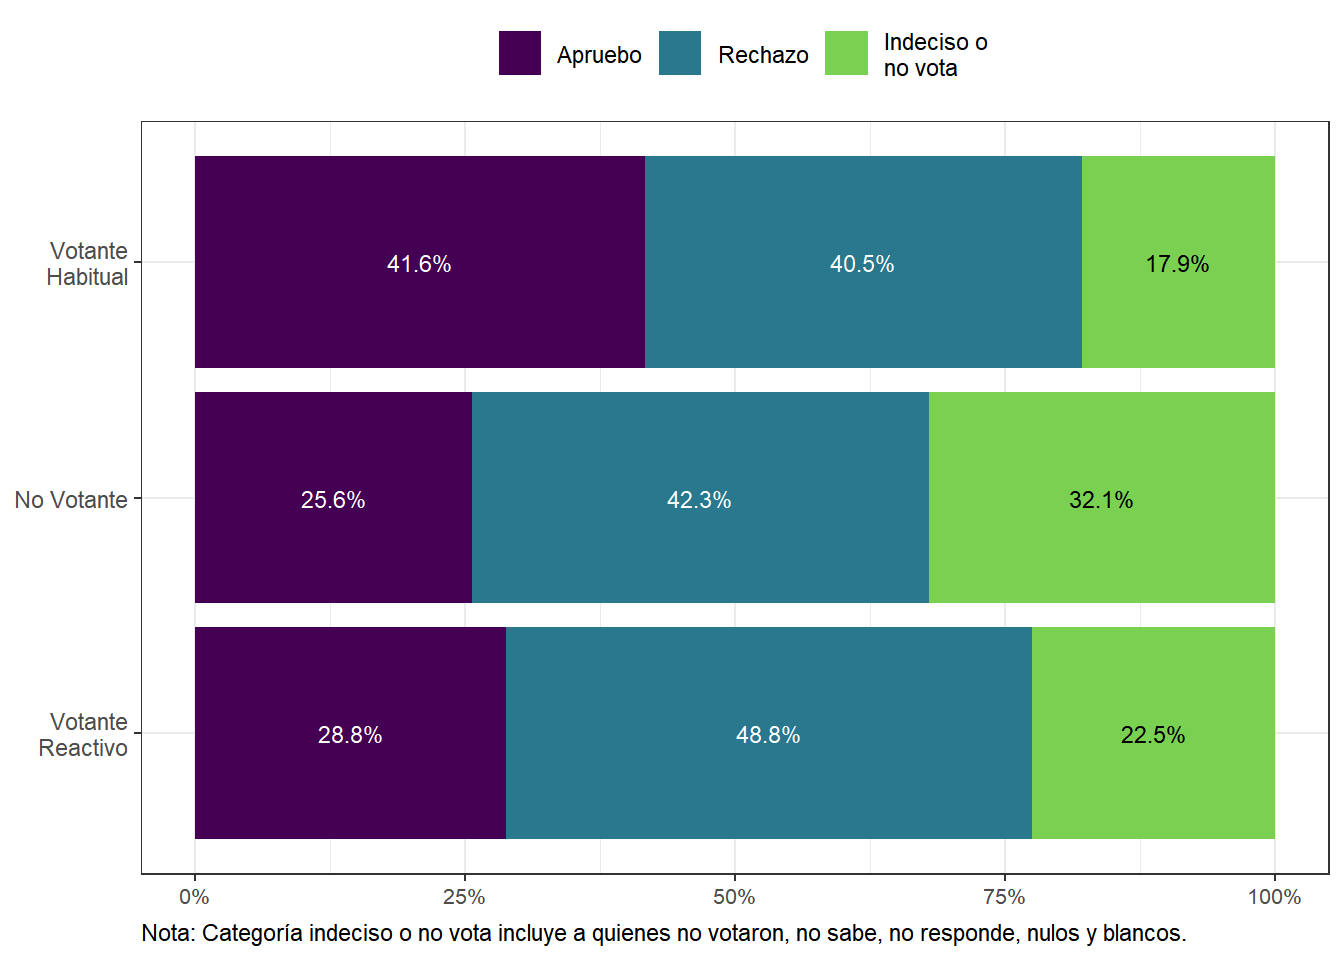 Apruebo
Rechazo
Indeciso o
no vota
Votante
Habitual
41.6%
40.5%
17.9%
No Votante
25.6%
42.3%
32.1%
Votante
Reactivo
28.8%
48.8%
22.5%
0%
25%
50%
75%
100%
Nota: Categoría indeciso o no vota incluye a quienes no votaron, no sabe, no responde, nulos y blancos.